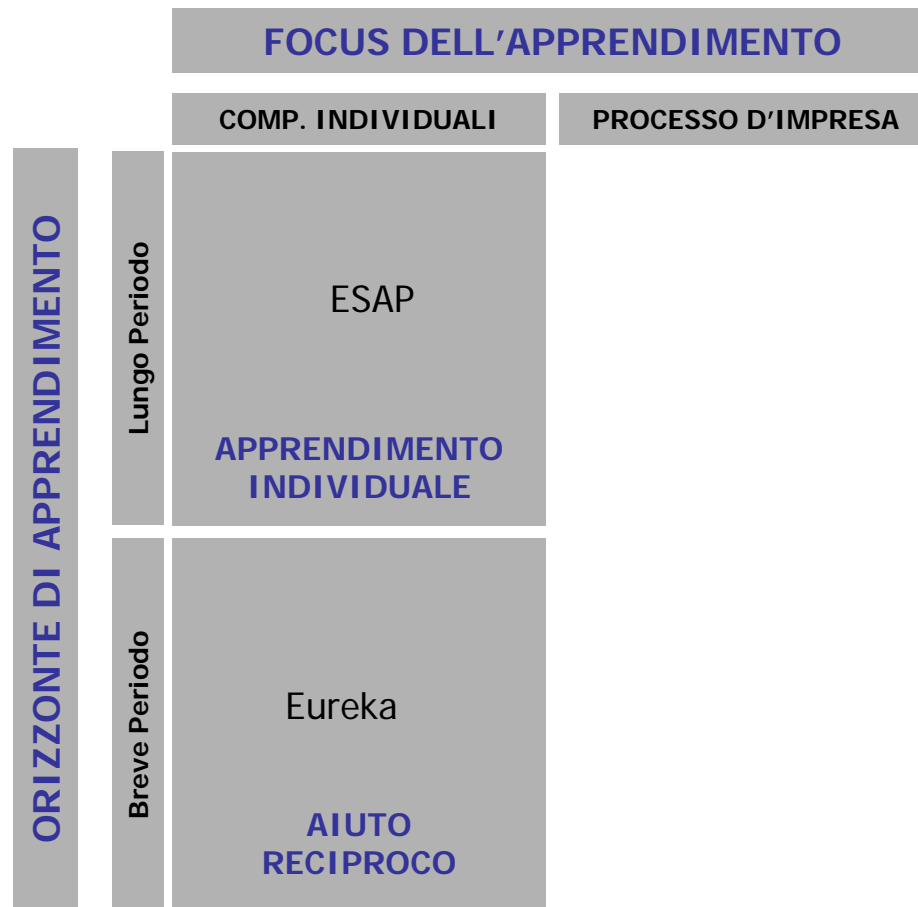 FOCUS DELL'APPRENDIMENTO
COMP. INDIVIDUALI
PROCESSO D'IMPRESA
ORIZZONTE DI APPRENDIMENTO
Lungo Periodo
ESAP
APPRENDIMENTO
INDIVIDUALE
Breve Periodo
Eureka
AIUTO
RECIPROCO